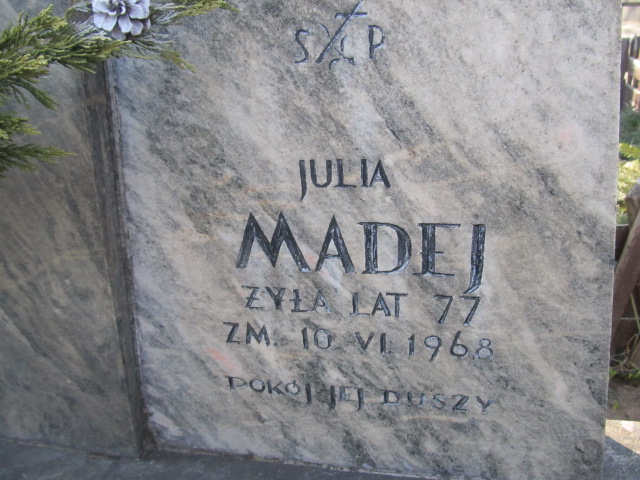 S P
JULIA
MADEJ
ŻYŁA LAT 77
ZM. 10 VI. 1968
POKÓJ JEJ DUSZY